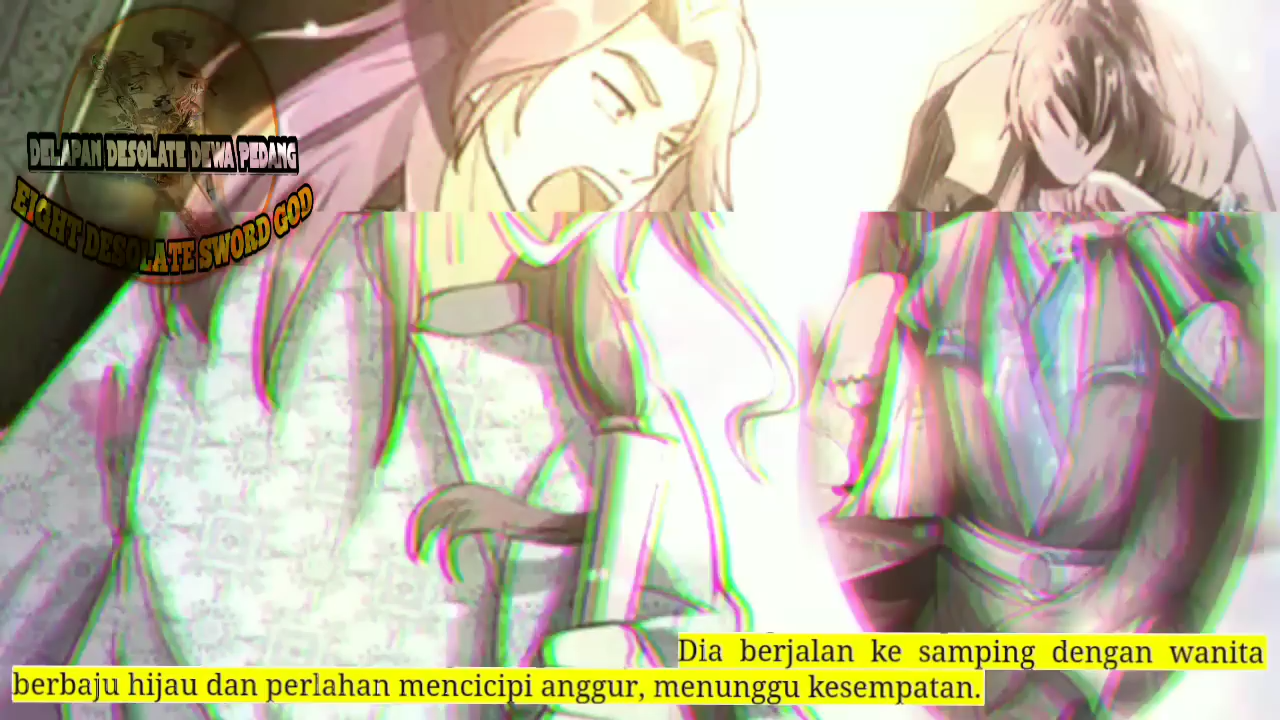 DELAPAN DESOLATE DEWA PEDANG
EIGHT DESOLATE SWORD GOD
Dia berjalan ke samping dengan wanita
berbaju hijau dan perlahan mencicipi anggur, menunggu kesempatan.